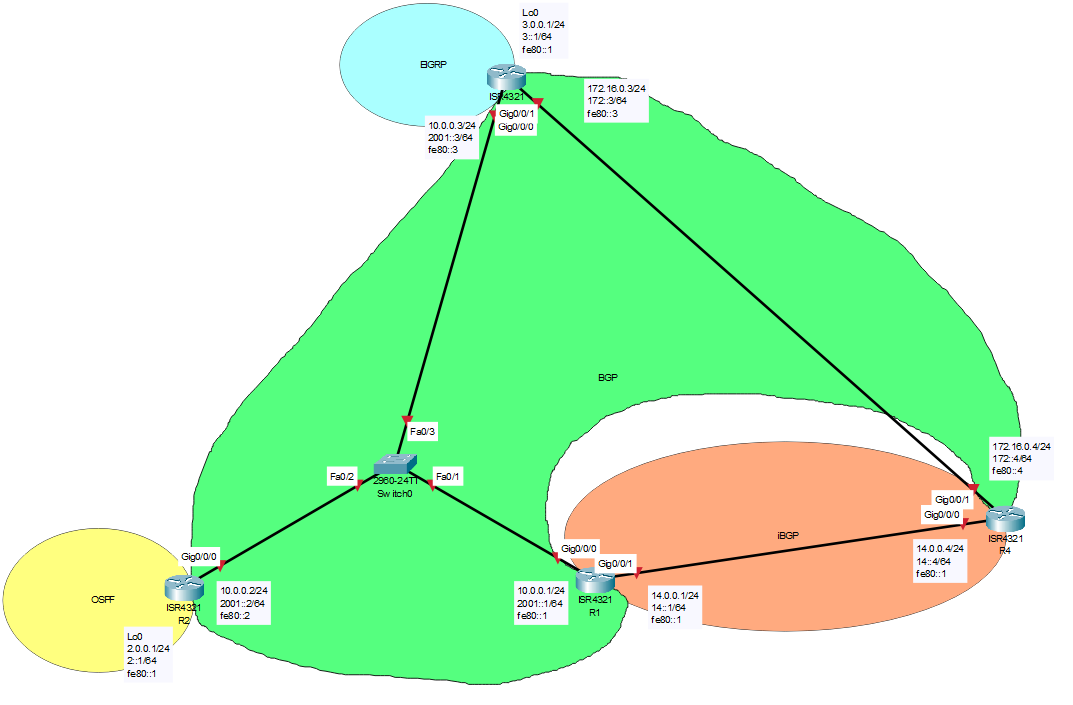 Lo0
3.0.0.1/24
3::1/64
fe80::1
EIGRP
172.16.0.3/24
172::3/64
fe80::3
Gig0/0/1
Gig0/0/0
10.0.0.3/24
2001::3/64
fe80::3
BGP
Fa0/3
2960-24TT
Switch0
Fa0/2
Fa0/1
172.16.0.4/24
172::4/64
fe80::4
Gig0/0/1
Gig0/0/0
ISR4321
R4
iBGP
14.0.0.4/24
14::4/64
fe80::1
Gig0/0/0
Gig0/0/1
ISR4321
R1
10.0.0.1/24
2001::1/64
fe80::1
14.0.0.1/24
14::1/64
fe80::1
Gig0/0/0
OSPF
ISR4321
R2
10.0.0.2/24
2001::2/64
fe80::2
Lo0
2.0.0.1/24
2::1/64
fe80::1